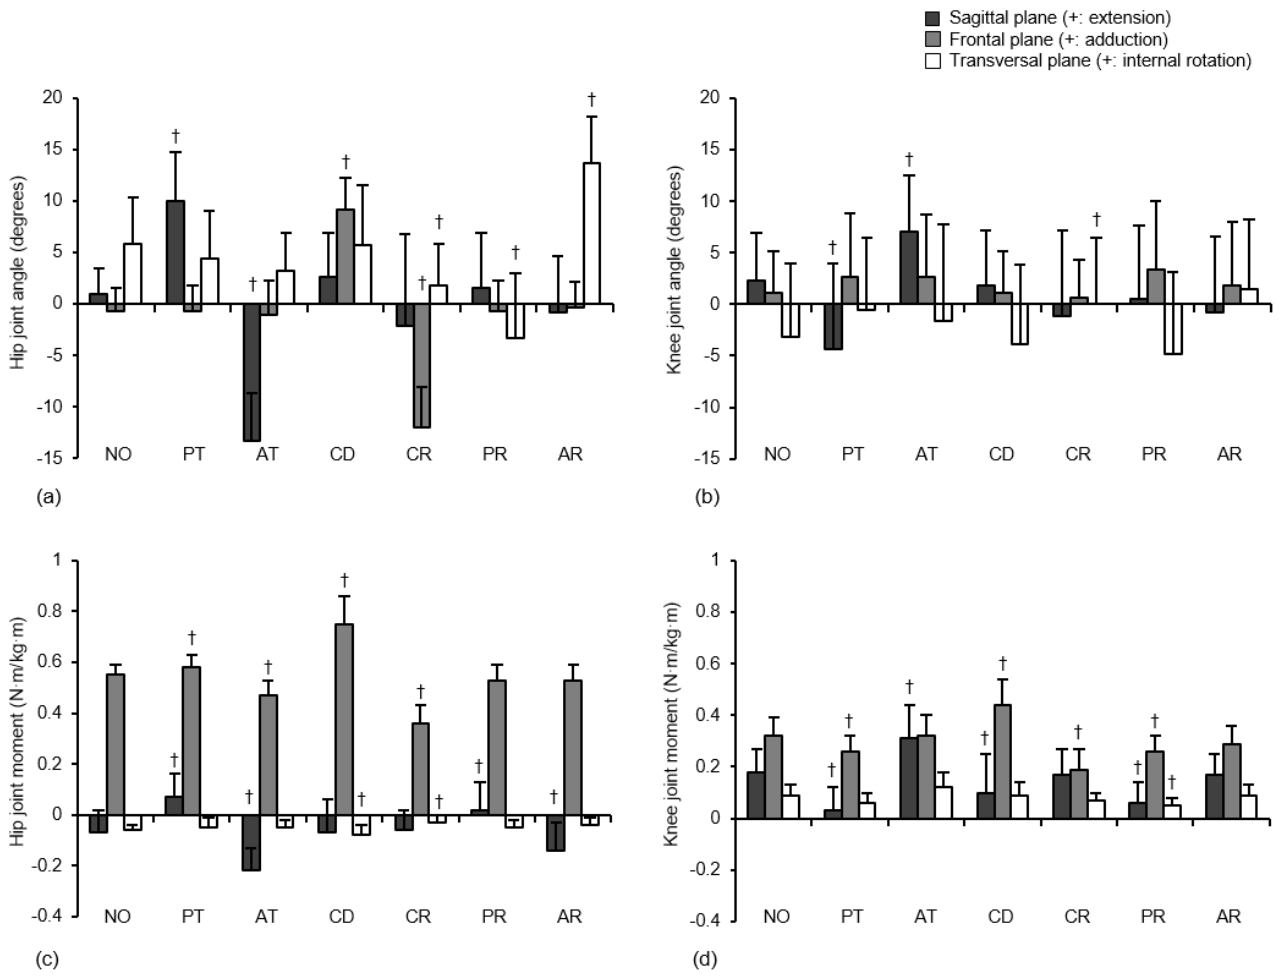 Sagittal plane (+: extension)
Frontal plane (+: adduction)
Transversal plane (+: internal rotation)
Hip joint angle (degrees)
20
15
10
5
0
-5
-10
-15
† † † † † † †
NO PT AT CD CR PR AR
(a)
Knee joint angle (degrees)
20
15
10
5
0
-5
-10
-15
† † †
NO PT AT CD CR PR AR
(b)
Hip joint moment (N·m/kg·m)
1
0.8
0.6
0.4
0.2
0
-0.2
-0.4
† † † † † † † † † †
NO PT AT CD CR PR AR
(c)
Knee joint moment (N·m/kg·m)
1
0.8
0.6
0.4
0.2
0
-0.2
-0.4
† † † † † † † † †
NO PT AT CD CR PR AR
(d)